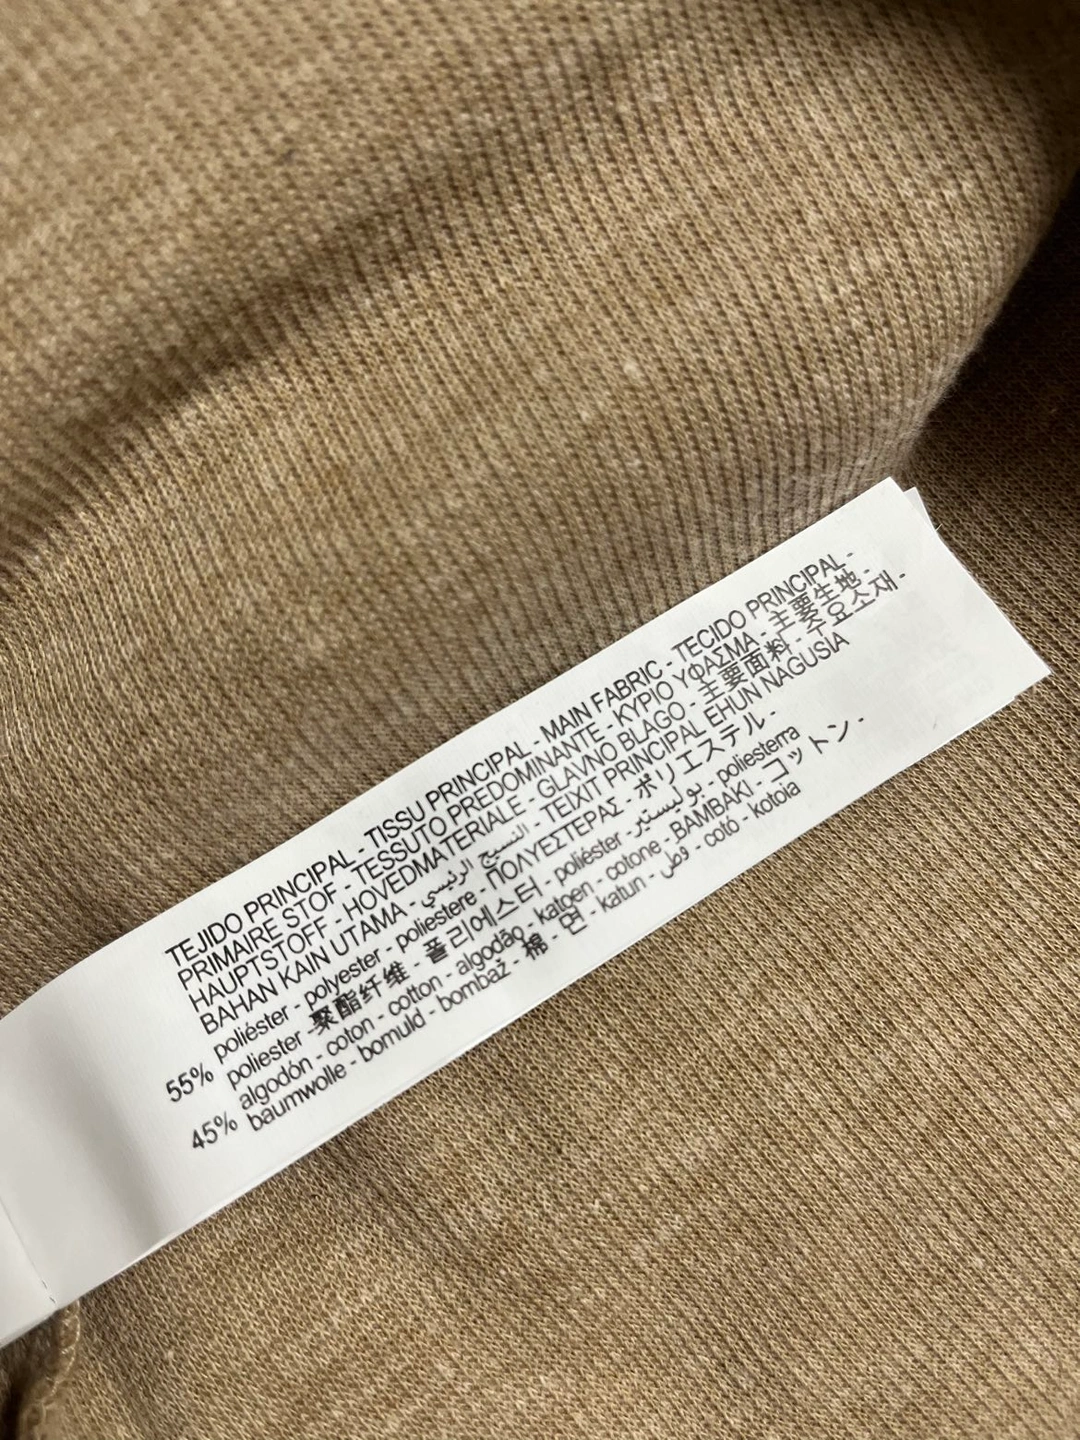 TEJIDO PRINCIPAL - TISSU PRINCIPAL - MAIN FABRIC - TECIDO PRINCIPAL -
PRIMAIRE STOF - TESSUTO PREDOMINANTE - ΚΥΡΙΟ ΥΦΑΣΜΑ - 主要生地 -
HAUPTSTOFF - HOVEDMATERIALE - GLAVNO BLAGO - 主要面料 - 주요소재 -
BAHAN KAIN UTAMA - النسيج الرئيسي - TEIXIT PRINCIPAL EHUN NAGUSIA
55% poliéster - polyester - poliestere - ΠΟΛΥΕΣΤΕΡΑΣ - ポリエステル -
poliester - 聚酯纤维 - 폴리에스터 - poliéster - بوليستير - poliesterra
45% algodón - coton - cotton - algodão - katoen - cotone - BAMBAKI - コットン -
baumwolle - bomuld - bombaž - 棉 - 면 - katun - قطن - cotó - kotoia